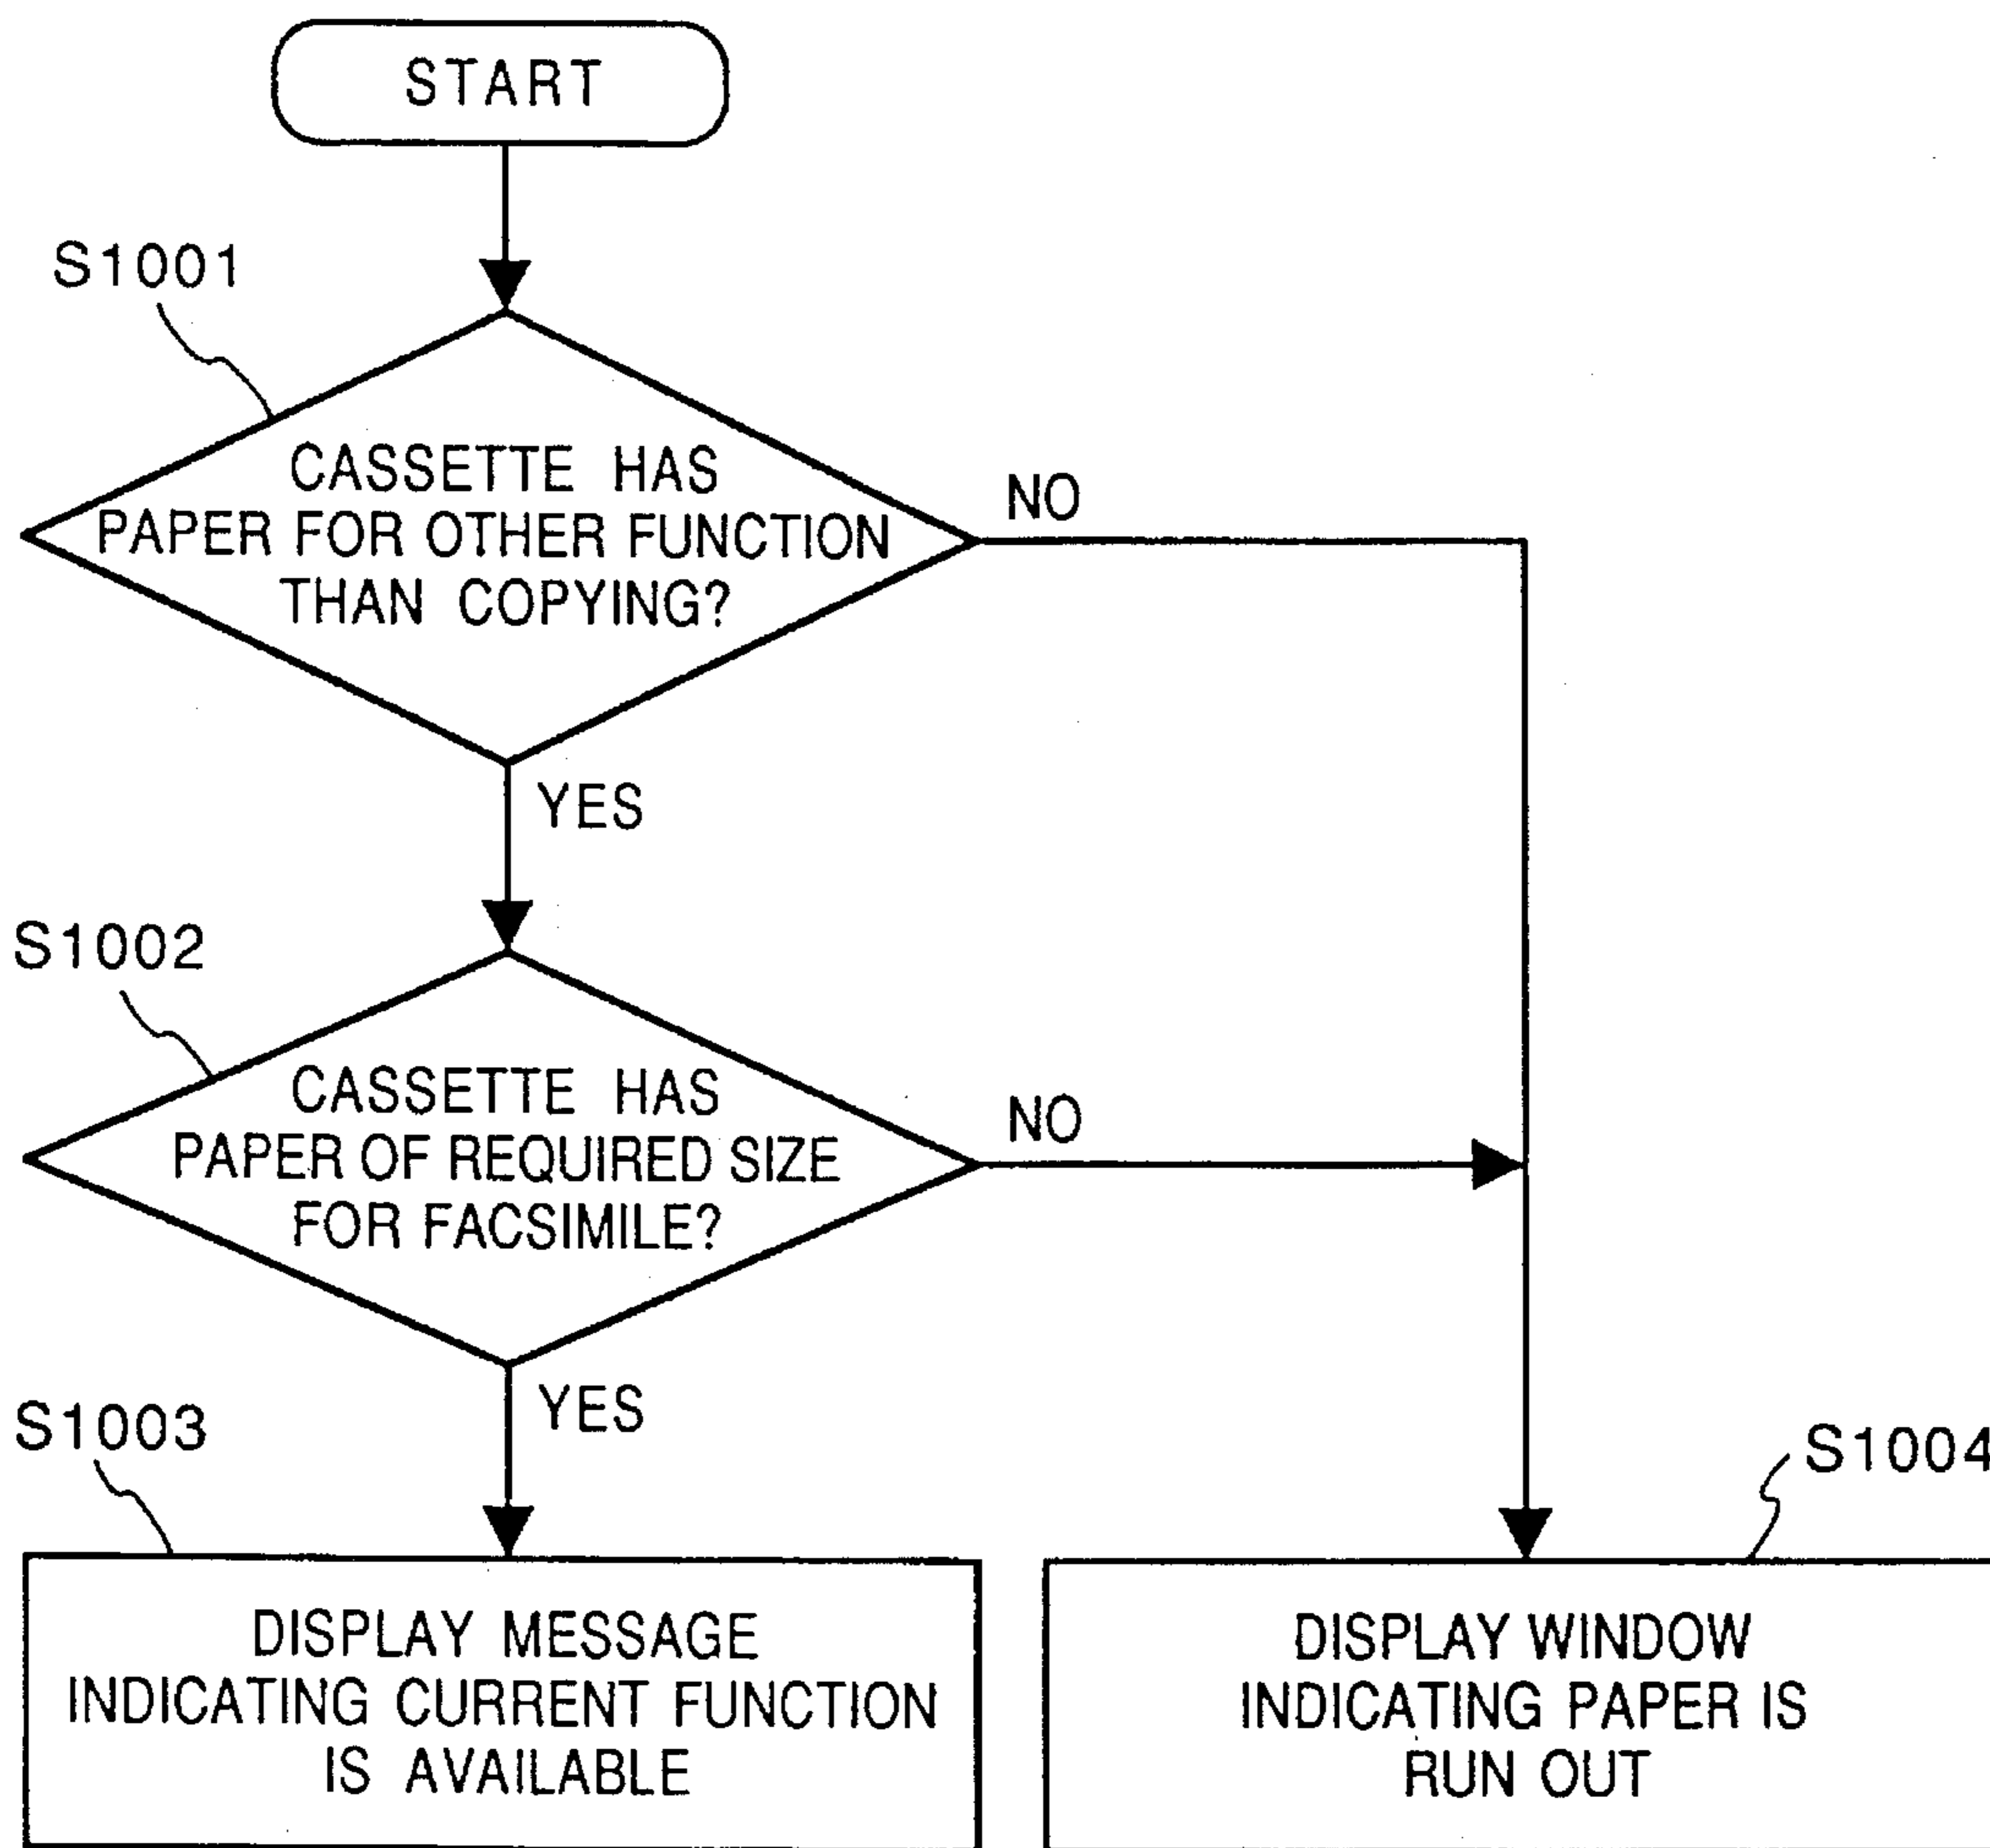 START
S1001
CASSETTE HAS
PAPER FOR OTHER FUNCTION
THAN COPYING?
NO
YES
S1002
CASSETTE HAS
PAPER OF REQUIRED SIZE
FOR FACSIMILE?
NO
YES
S1003
S1004
DISPLAY MESSAGE
INDICATING CURRENT FUNCTION
IS AVAILABLE
DISPLAY WINDOW
INDICATING PAPER IS
RUN OUT